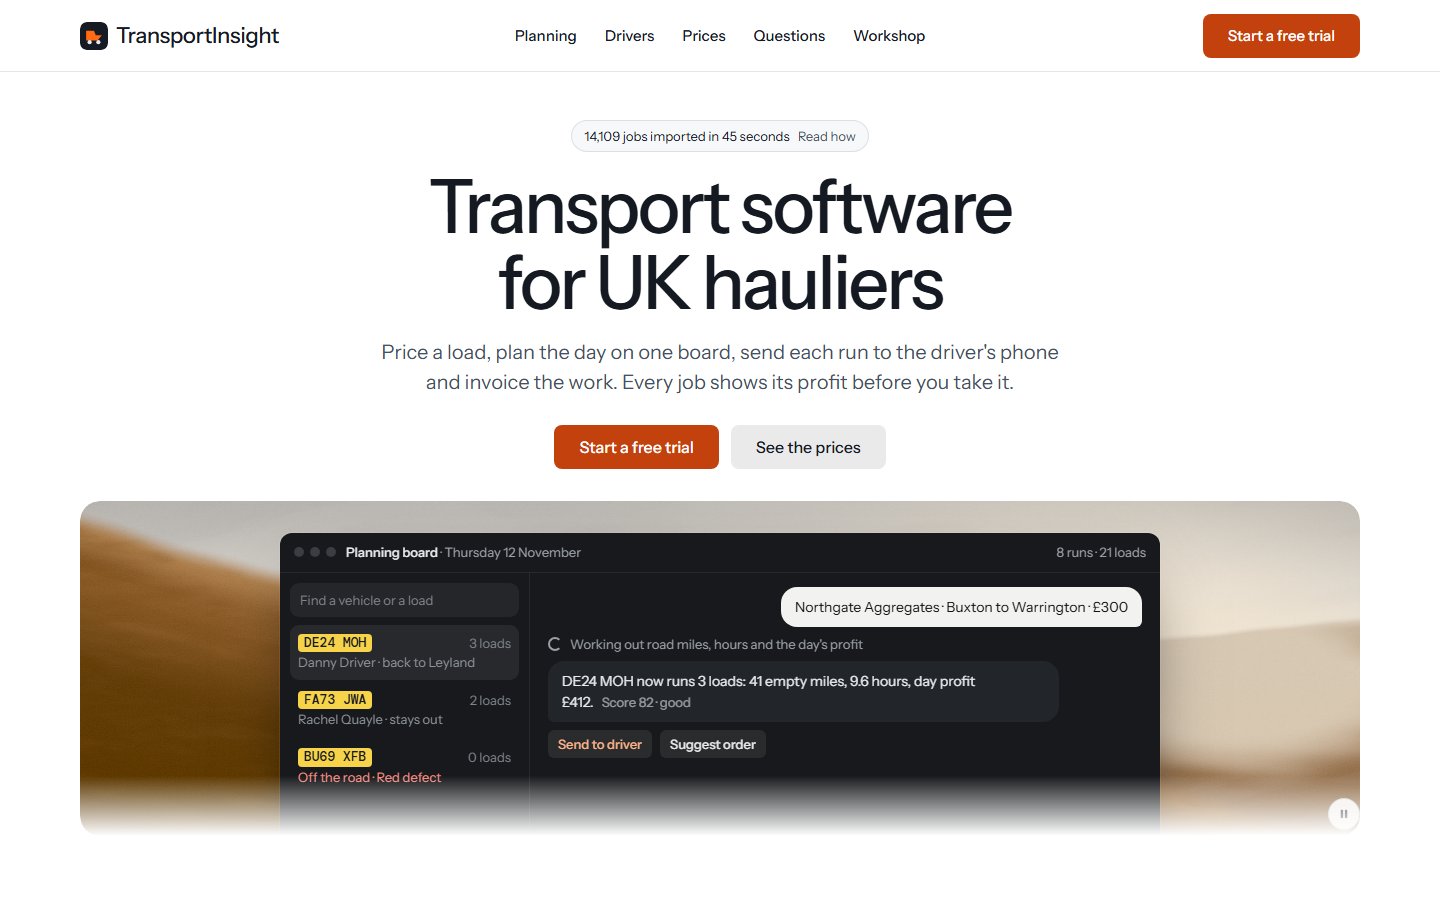 TransportInsight
Planning
Drivers
Prices
Questions
Workshop
Start a free trial
14,109 jobs imported in 45 seconds Read how
Transport software
for UK hauliers
Price a load, plan the day on one board, send each run to the driver's phone
and invoice the work. Every job shows its profit before you take it.
Start a free trial
See the prices
Planning board · Thursday 12 November
8 runs · 21 loads
Find a vehicle or a load
DE24 MOH
3 loads
Danny Driver · back to Leyland
FA73 JWA
2 loads
Rachel Quayle · stays out
BU69 XFB
0 loads
Off the road · Red defect
Northgate Aggregates · Buxton to Warrington · £300
Working out road miles, hours and the day's profit
DE24 MOH now runs 3 loads: 41 empty miles, 9.6 hours, day profit
£412. Score 82 · good
Send to driver
Suggest order